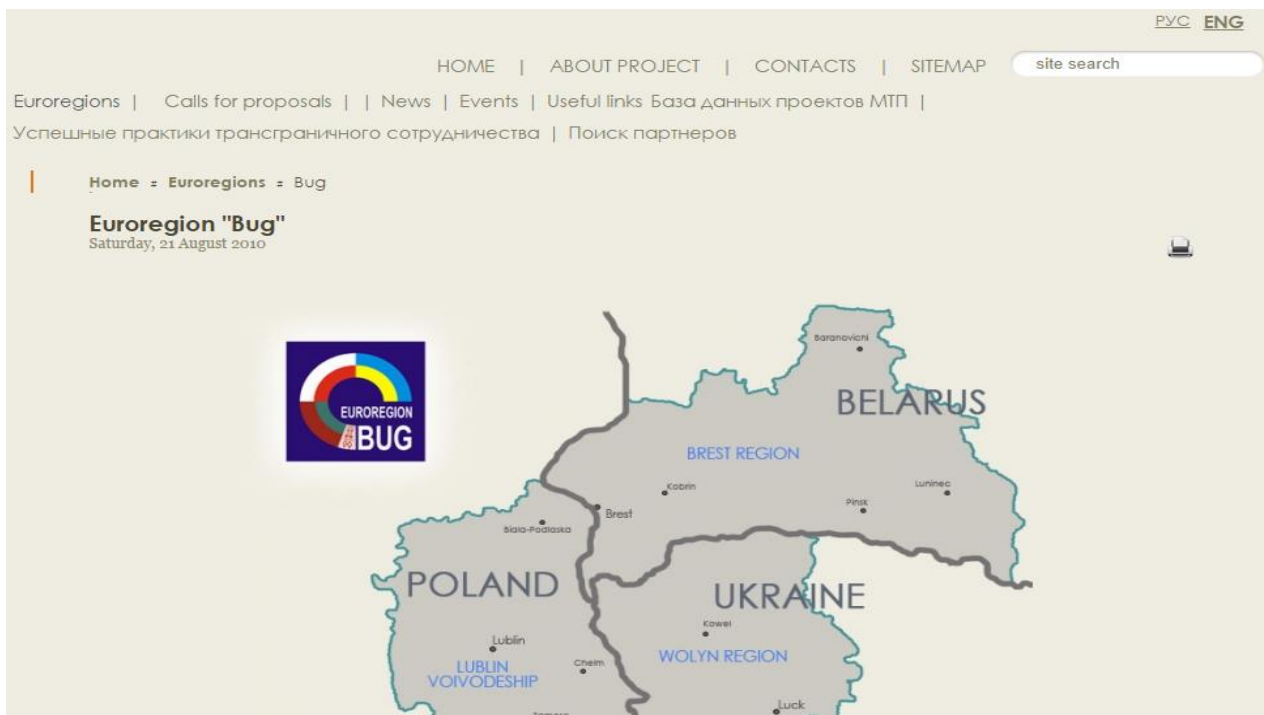 РУС ENG
HOME | ABOUT PROJECT | CONTACTS | SITEMAP site search
Euroregions | Calls for proposals | | News | Events | Useful links База данных проектов МТП |
Успешные практики трансграничного сотрудничества | Поиск партнеров
Home :: Euroregions :: Bug
Euroregion "Bug"
Saturday, 21 August 2010
Baranovichi
BELARUS
EUROREGION
BUG
BREST REGION
Kobrin
Luninec
Pinsk
Brest
Biala-Podlaska
POLAND
UKRAINE
Kowel
Lublin
WOLYN REGION
Chelm
LUBLIN
VOIVODESHIP
Luck